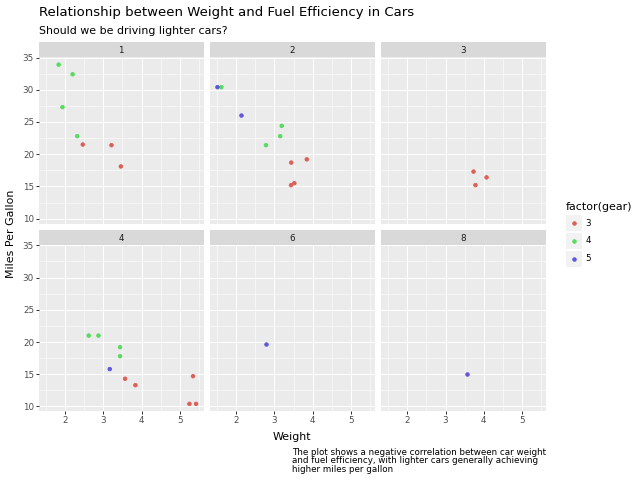 Relationship between Weight and Fuel Efficiency in Cars
Should we be driving lighter cars?
1 2 3
35
30
25
20
15
10
4 6 8
35
30
25
20
15
10
2 3 4 5 2 3 4 5 2 3 4 5
Miles Per Gallon
Weight
factor(gear)
3
4
5
The plot shows a negative correlation between car weight
and fuel efficiency, with lighter cars generally achieving
higher miles per gallon